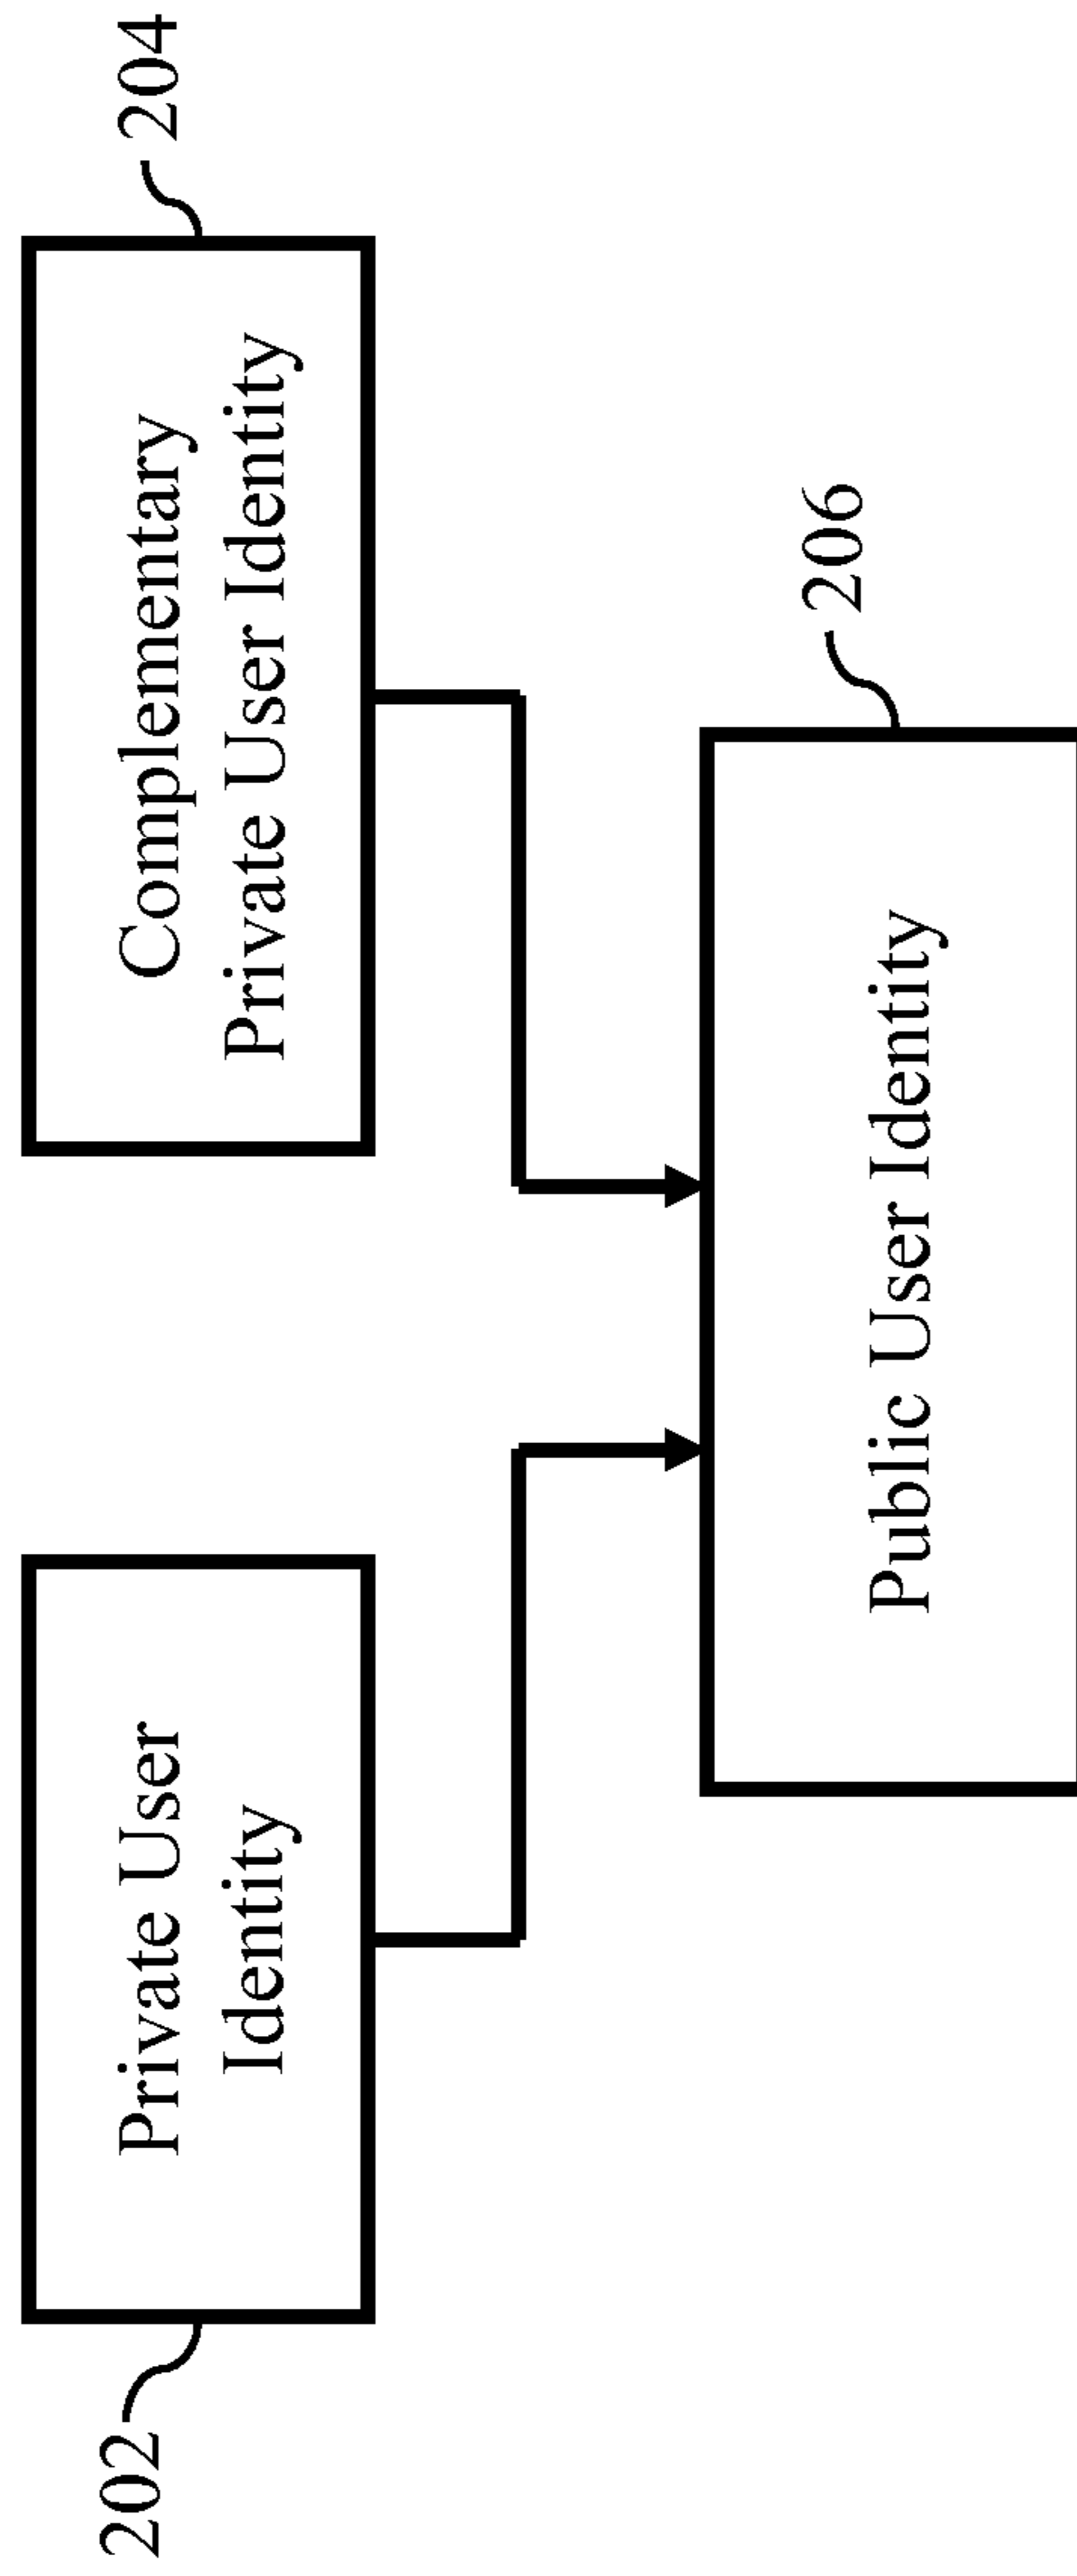 202
Private User
Identity
Complementary
Private User Identity
204
Public User Identity
206